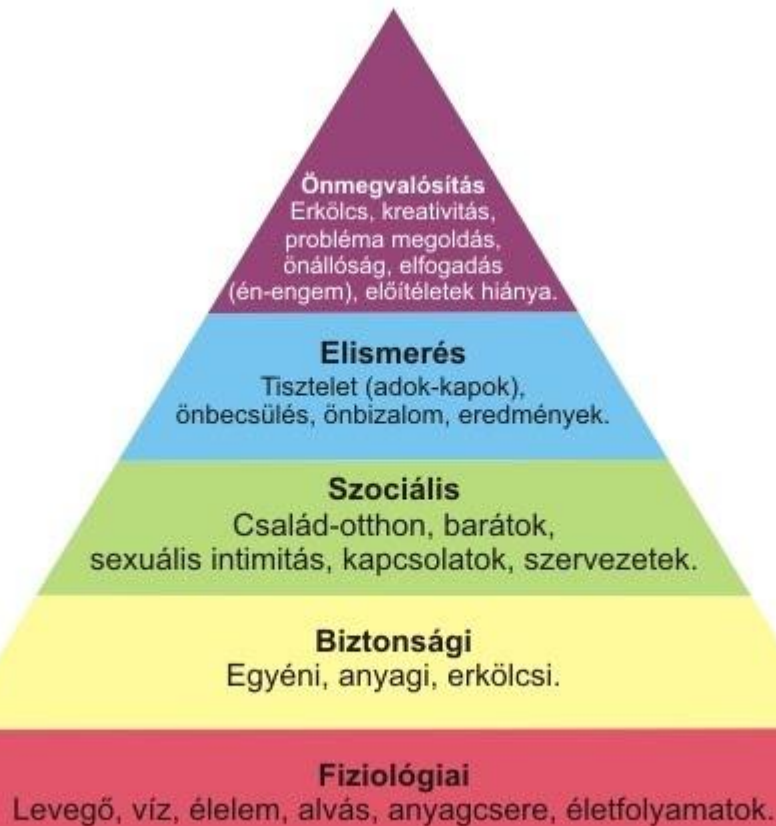 Önmegvalósítás
Erkölcs, kreativitás,
probléma megoldás,
önállóság, elfogadás
(én-engem), előítéletek hiánya.
Elismerés
Tisztelet (adok-kapok),
önbecsülés, önbizalom, eredmények.
Szociális
Család-otthon, barátok,
sexuális intimitás, kapcsolatok, szervezetek.
Biztonsági
Egyéni, anyagi, erkölcsi.
Fiziológiai
Levegő, víz, élelem, alvás, anyagcsere, életfolyamatok.